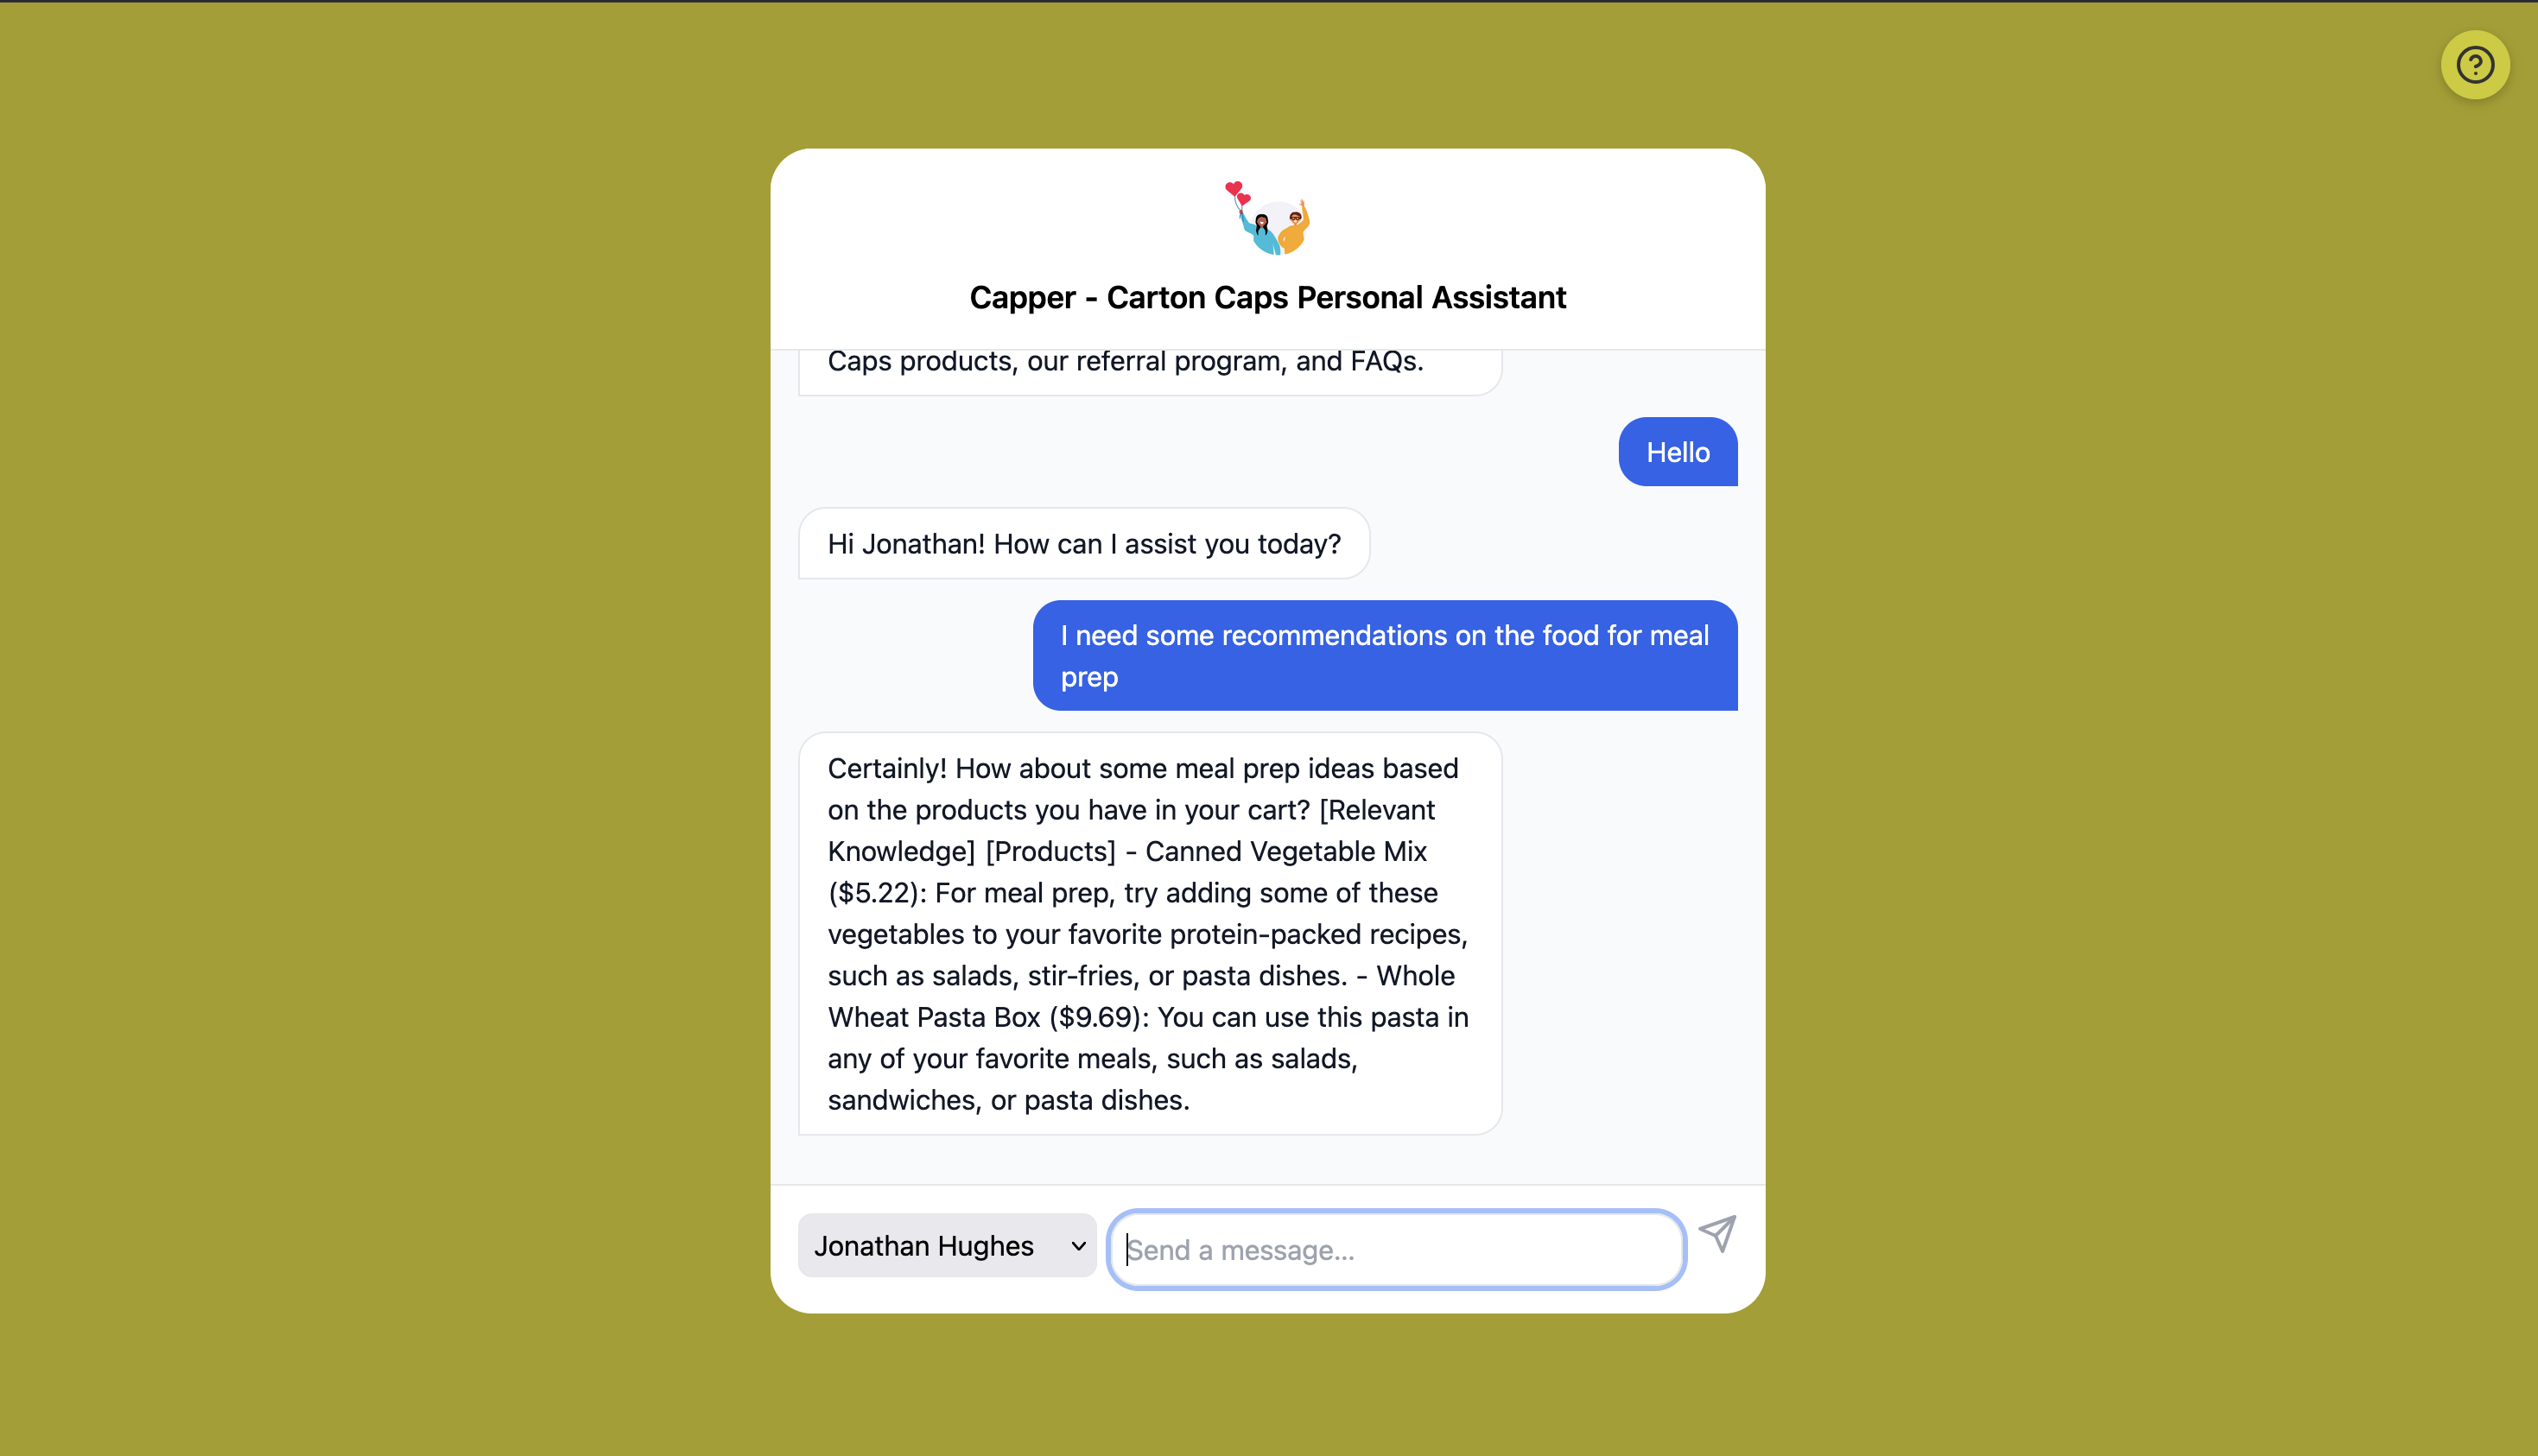 ?
Capper - Carton Caps Personal Assistant
Caps products, our referral program, and FAQs.
Hello
Hi Jonathan! How can I assist you today?
I need some recommendations on the food for meal
prep
Certainly! How about some meal prep ideas based
on the products you have in your cart? [Relevant
Knowledge] [Products] - Canned Vegetable Mix
($5.22): For meal prep, try adding some of these
vegetables to your favorite protein-packed recipes,
such as salads, stir-fries, or pasta dishes. - Whole
Wheat Pasta Box ($9.69): You can use this pasta in
any of your favorite meals, such as salads,
sandwiches, or pasta dishes.
Jonathan Hughes
Send a message...